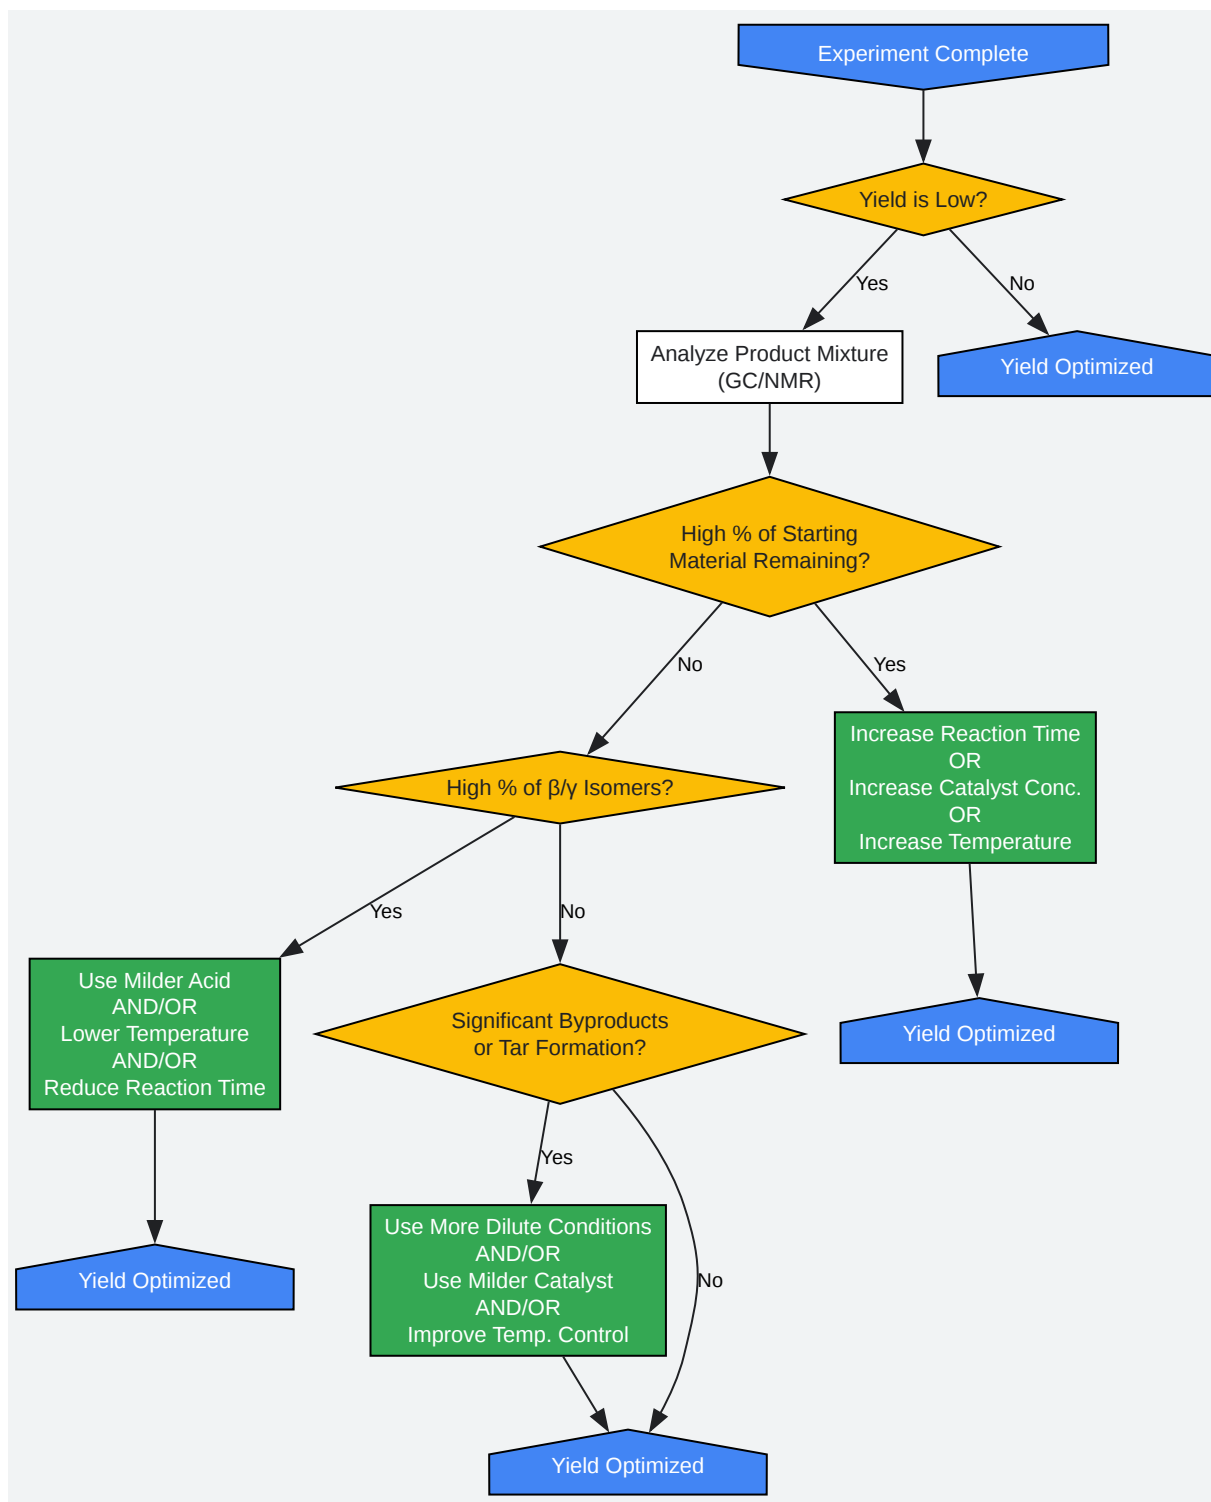 Experiment Complete
Yield is Low?
Yes
No
Analyze Product Mixture
(GC/NMR)
Yield Optimized
High % of Starting
Material Remaining?
No
Yes
Increase Reaction Time
OR
Increase Catalyst Conc.
OR
Increase Temperature
High % of β/γ Isomers?
Yes
No
Use Milder Acid
AND/OR
Lower Temperature
AND/OR
Reduce Reaction Time
Significant Byproducts
or Tar Formation?
Yield Optimized
Yes
Use More Dilute Conditions
AND/OR
Use Milder Catalyst
AND/OR
Improve Temp. Control
No
Yield Optimized
Yield Optimized